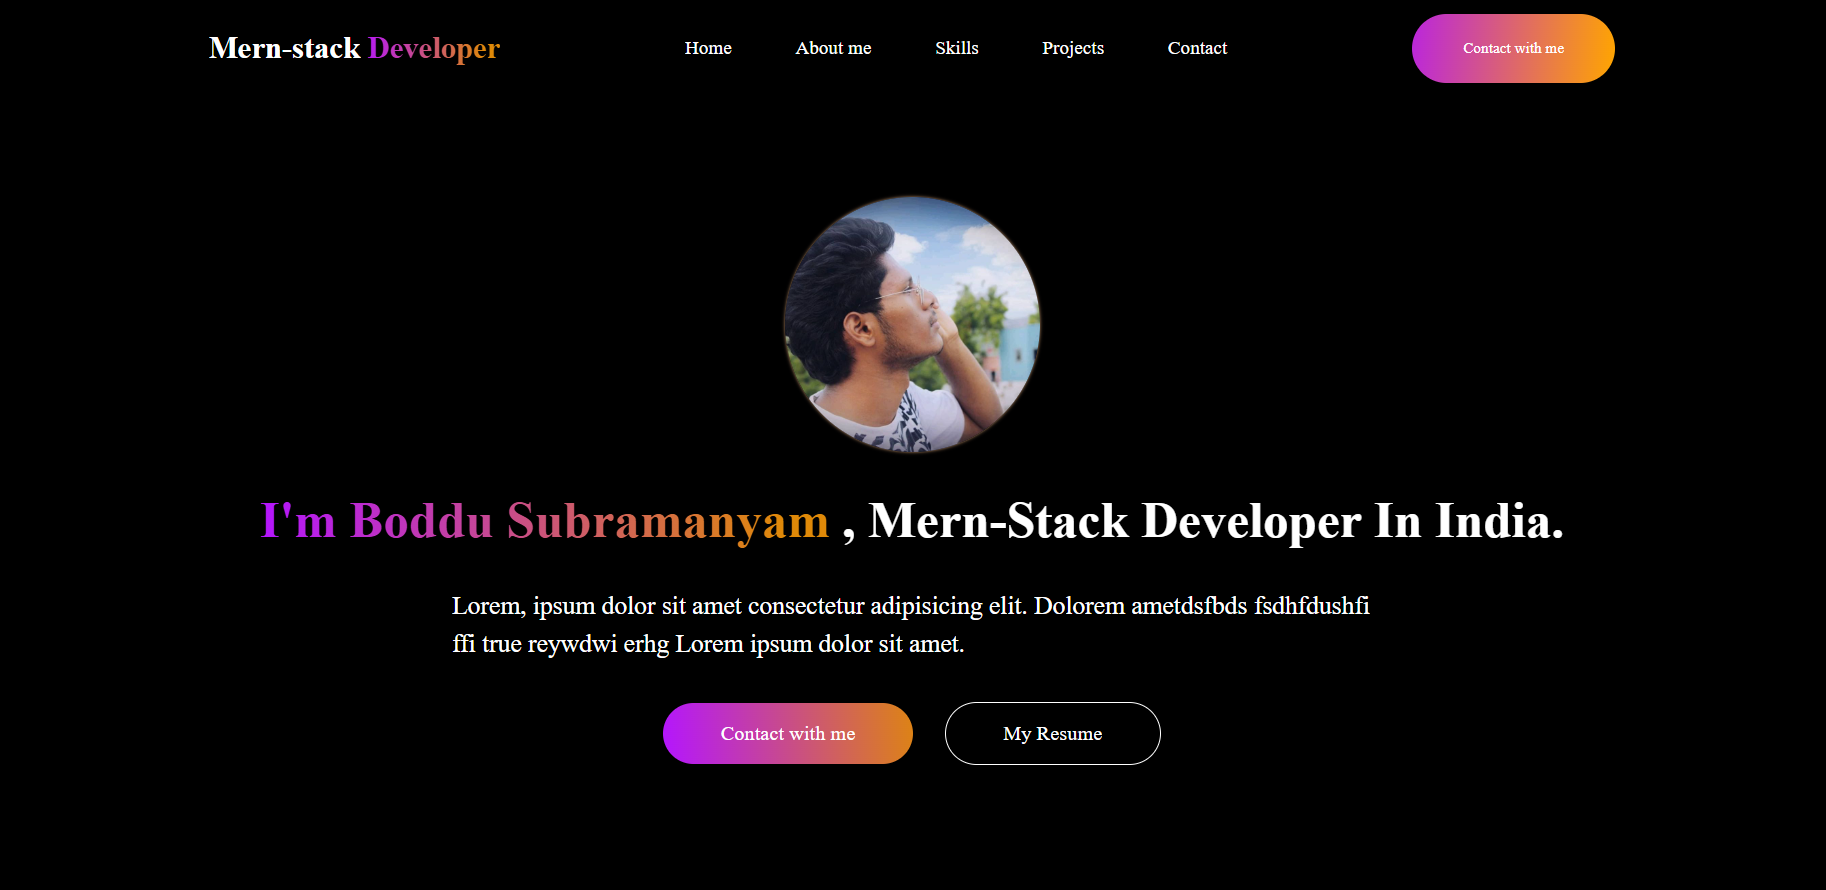 Mern-stack Developer
Home
About me
Skills
Projects
Contact
Contact with me
I'm Boddu Subramanyam , Mern-Stack Developer In India.
Lorem, ipsum dolor sit amet consectetur adipisicing elit. Dolorem ametdsfbds fsdhfdushfi
ffi true reywdwi erhg Lorem ipsum dolor sit amet.
Contact with me
My Resume